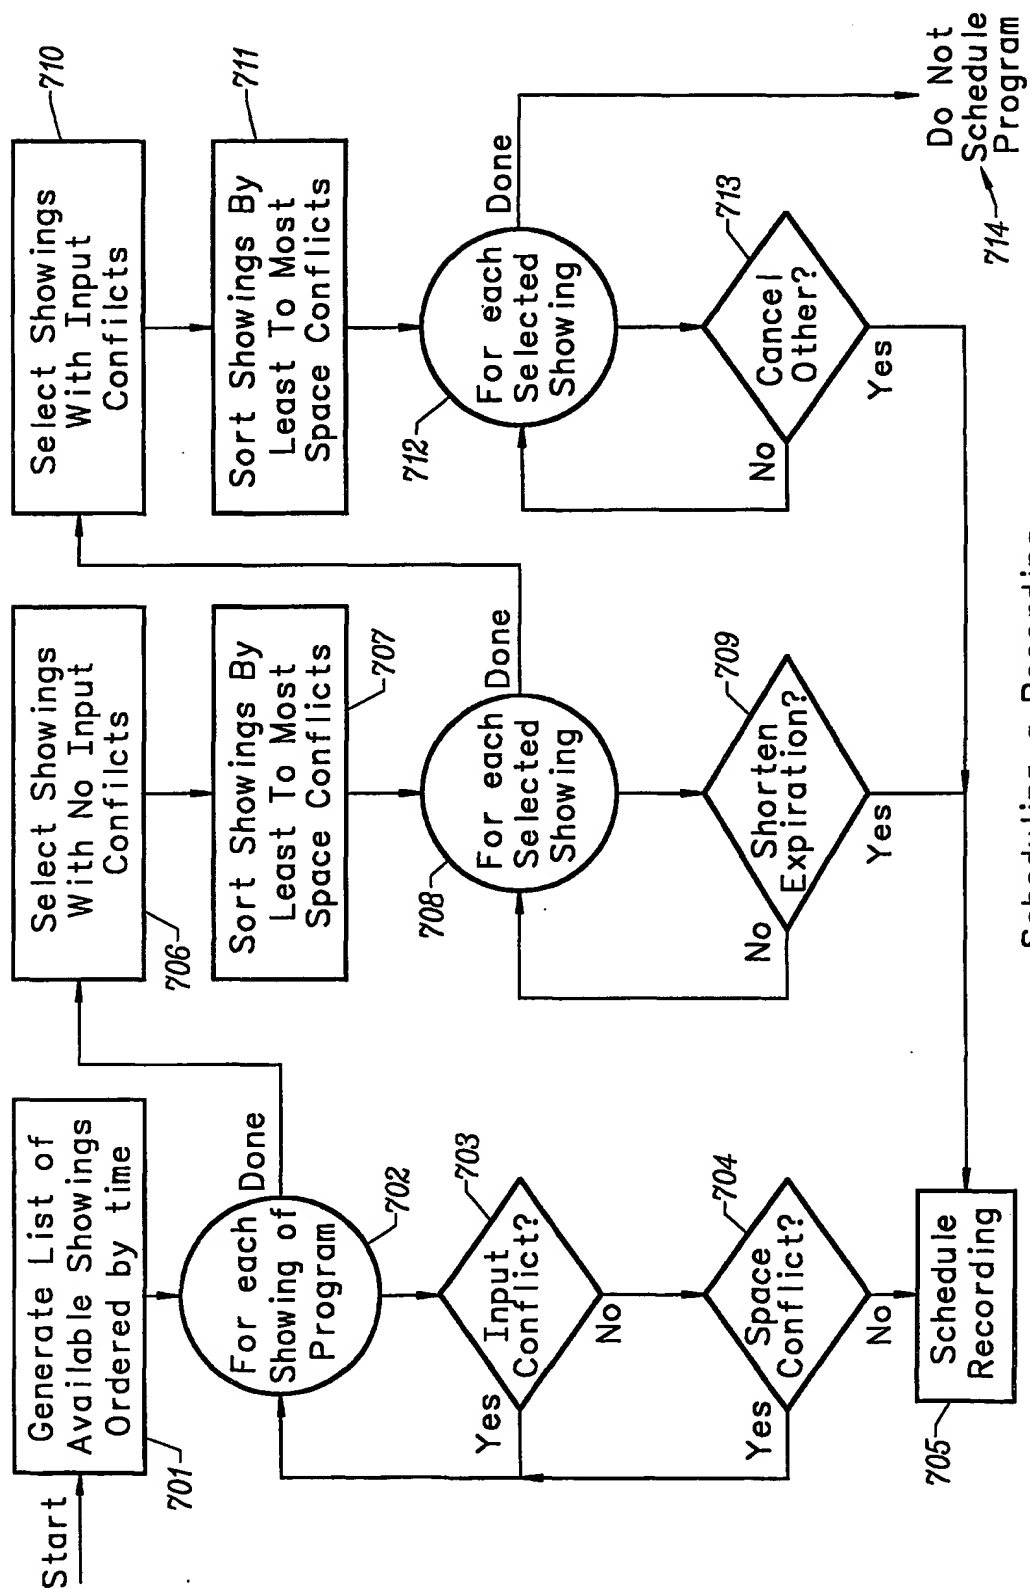 Start
Generate List of
Available Showings
Ordered by time
701
For each
Showing of
Program
Done
702
Input
Conflict?
703
Yes
No
Space
Conflict?
704
Yes
No
Schedule
Recording
705
Select Showings
With No Input
Confilcts
706
Sort Showings By
Least To Most
Space Conflicts
707
For each
Selected
Showing
Done
708
Shorten
Expiration?
709
No
Yes
Select Showings
With Input
Confilcts
710
Sort Showings By
Least To Most
Space Conflicts
711
For each
Selected
Showing
Done
712
Cancel
Other?
713
No
Yes
Do Not
Schedule
Program
714
Scheduling a Recording